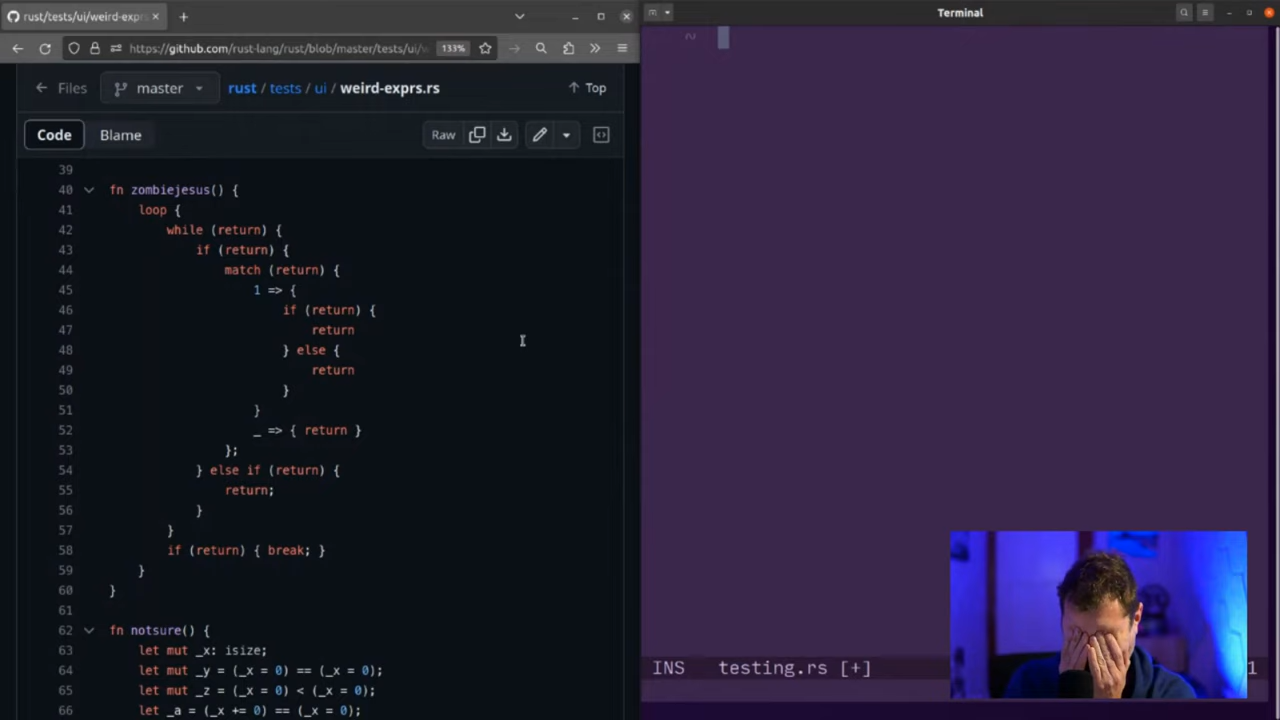 rust/tests/ui/weird-exprs
https://github.com/rust-lang/rust/blob/master/tests/ui/
133%
Files
master
rust / tests / ui / weird-exprs.rs
Top
Code
Blame
Raw
39
40 fn zombiejesus() {
41 loop {
42 while (return) {
43 if (return) {
44 match (return) {
45 1 => {
46 if (return) {
47 return
48 } else {
49 return
50 }
51 }
52 _ => { return }
53 };
54 } else if (return) {
55 return;
56 }
57 }
58 if (return) { break; }
59 }
60 }
61
62 fn notsure() {
63 let mut _x: isize;
64 let mut _y = (_x = 0) == (_x = 0);
65 let mut _z = (_x = 0) < (_x = 0);
66 let _a = (_x += 0) == (_x = 0);
Terminal
~
INS testing.rs [+] 1